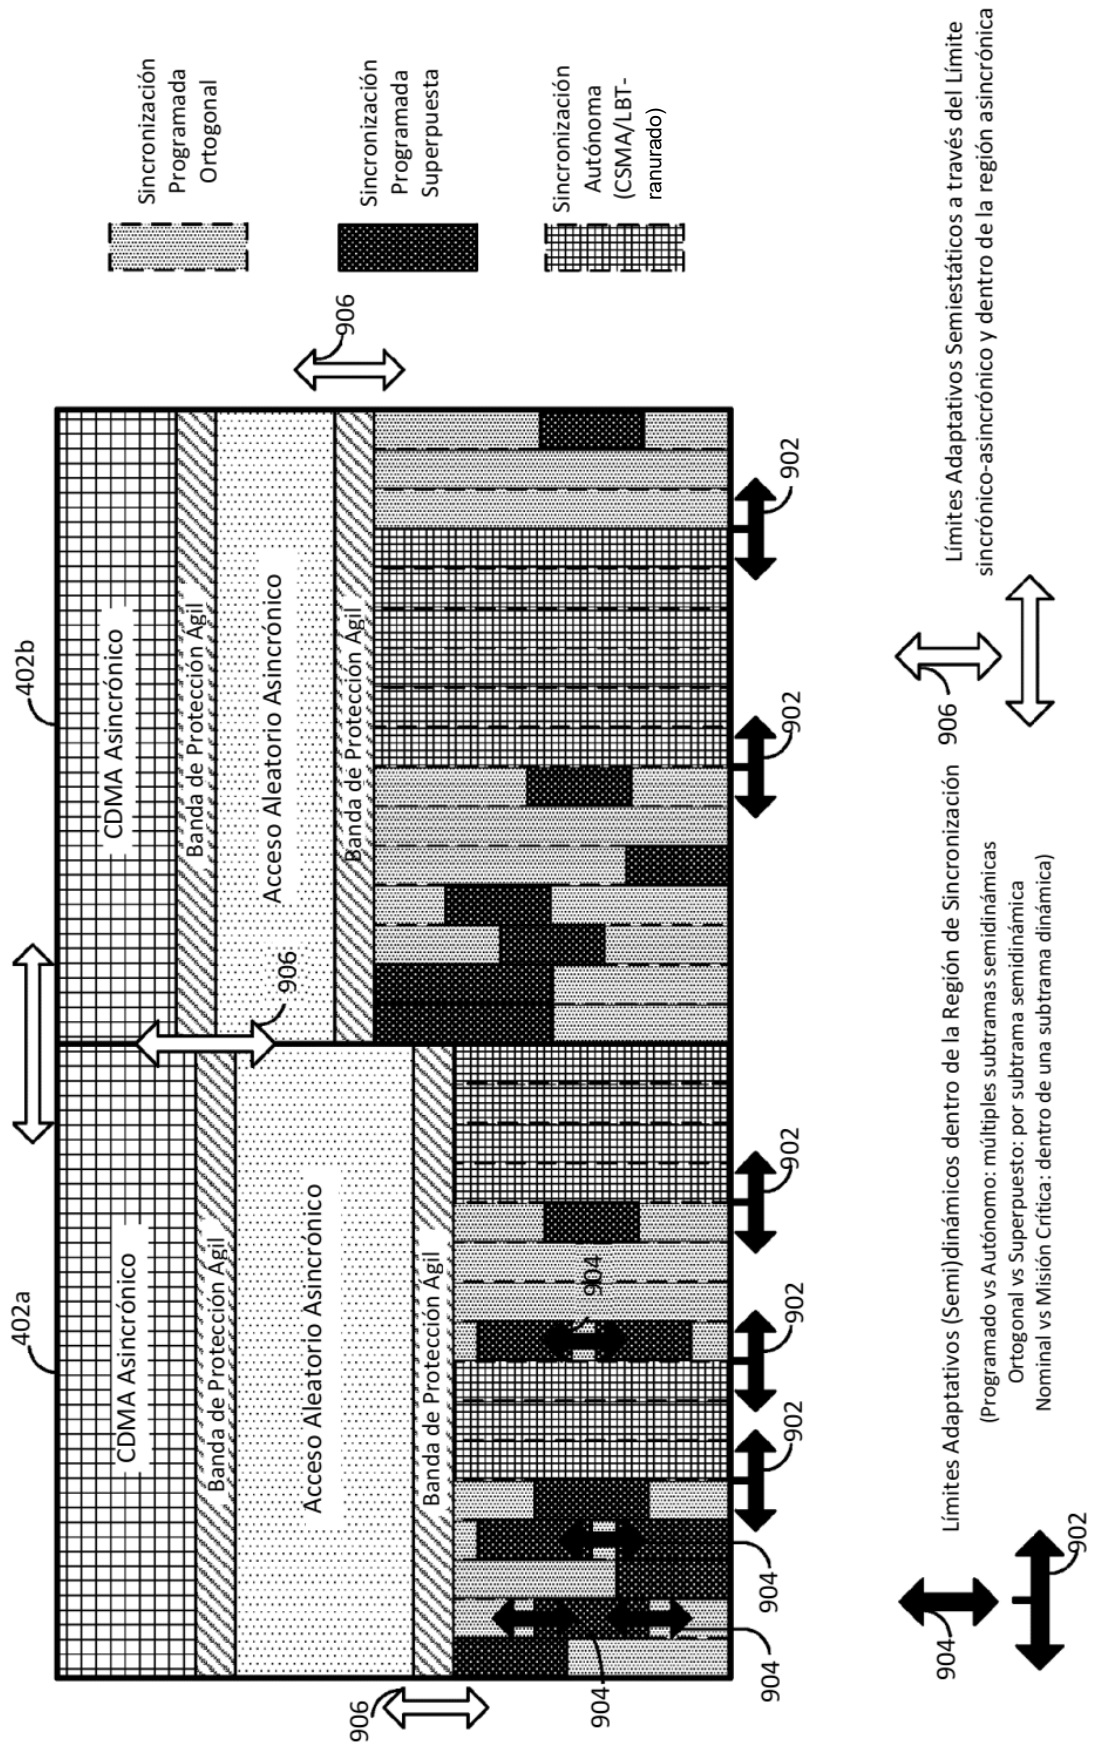 402a
402b
CDMA Asincrónico
CDMA Asincrónico
Banda de Protección Ágil
Banda de Protección Ágil
Acceso Aleatorio Asincrónico
Acceso Aleatorio Asincrónico
906
Banda de Protección Ágil
Banda de Protección Ágil
906
906
Sincronización
Programada
Ortogonal
Sincronización
Programada
Superpuesta
Sincronización
Autónoma
(CSMA/LBT-
ranurado)
904
904
904
904
902
902
902
902
902
904
Límites Adaptativos (Semi)dinámicos dentro de la Región de Sincronización
(Programado vs Autónomo: múltiples subtramas semidinámicas
Ortogonal vs Superpuesto: por subtrama semidinámica
Nominal vs Misión Crítica: dentro de una subtrama dinámica)
902
906
Límites Adaptativos Semiestáticos a través del Límite
sincrónico-asincrónico y dentro de la región asincrónica